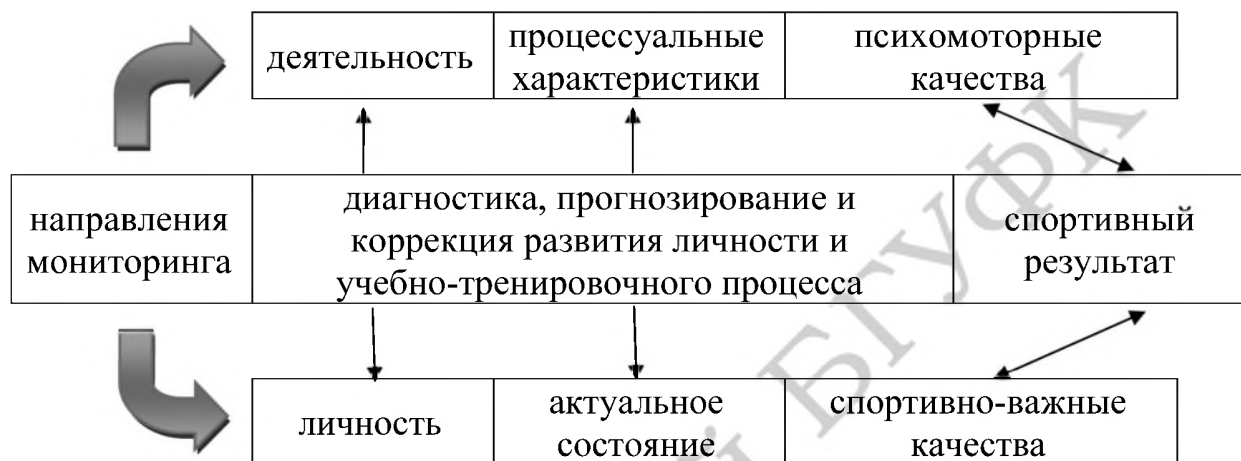 деятельность
процессуальные
характеристики
психомоторные
качества
направления
мониторинга
диагностика, прогнозирование и
коррекция развития личности и
учебно-тренировочного процесса
спортивный
результат
личность
актуальное
состояние
спортивно-важные
качества
БГУФК